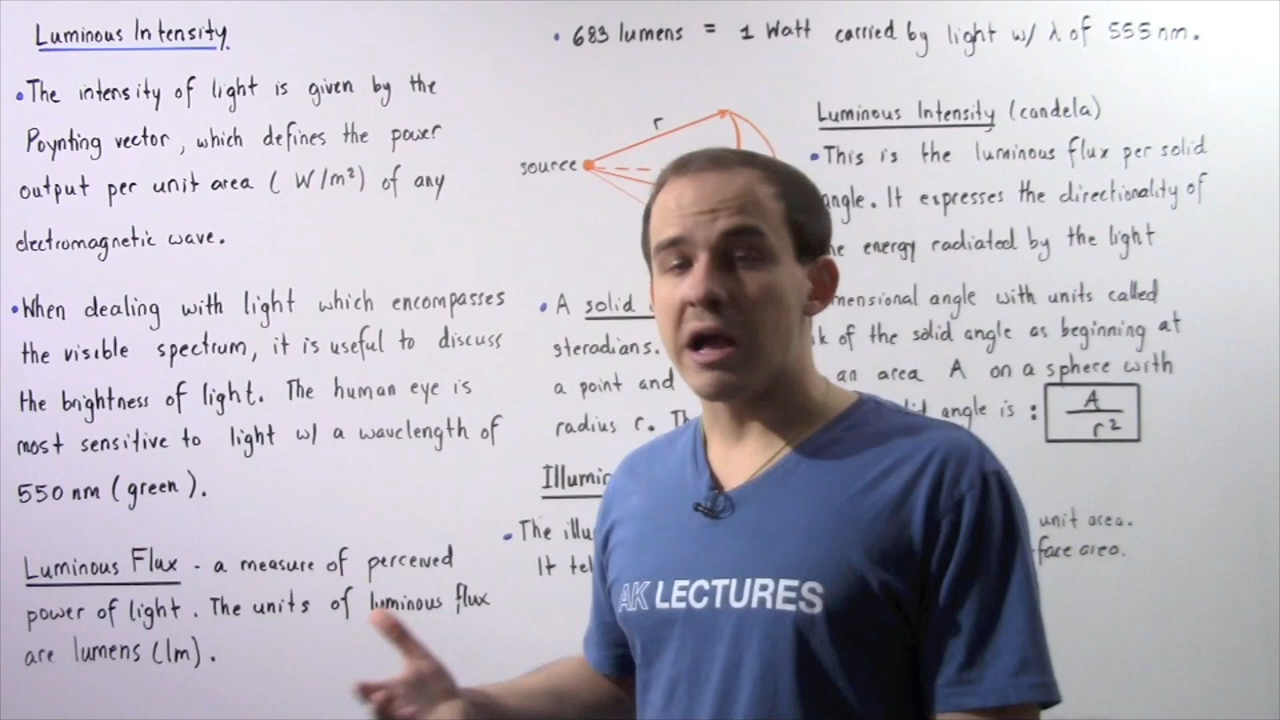 Luminous Intensity
• The intensity of light is given by the
Poynting vector, which defines the power
output per unit area ( W/m²) of any
electromagnetic wave.
• When dealing with light which encompasses
the visible spectrum, it is useful to discuss
the brightness of light. The human eye is
most sensitive to light w/ a wavelength of
550 nm (green).
Luminous Flux - a measure of perceived
power of light. The units of luminous flux
are lumens (lm).
• 683 lumens = 1 Watt carried by light w/ λ of 555 nm.
r
source
Luminous Intensity (candela)
• This is the luminous flux per solid
angle. It expresses the directionality of
energy radiated by the light
• A solid angle with units called
steradians. of the solid angle as beginning at
a point and an area A on a sphere with
radius r. angle is : A
r²
• The unit area.
It area.
AK LECTURES